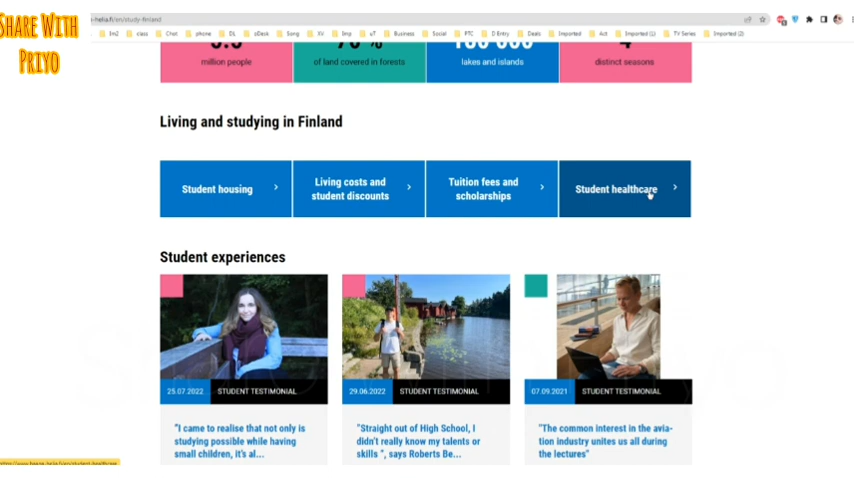 Share With
Priyo
-helia.fi/en/study-finland
class
Chat
phone
DL
oDesk
Song
XV
Imp
uT
Business
Social
PTC
D Entry
Deals
Imported
Act
Imported (1)
TV Series
Imported (2)
million people
of land covered in forests
lakes and islands
distinct seasons
Living and studying in Finland
Student housing
Living costs and
student discounts
Tuition fees and
scholarships
Student healthcare
Student experiences
25.07.2022 STUDENT TESTIMONIAL
29.06.2022 STUDENT TESTIMONIAL
07.09.2021 STUDENT TESTIMONIAL
"I came to realise that not only is
studying possible while having
small children, it's al...
"Straight out of High School, I
didn't really know my talents or
skills ", says Roberts Be...
"The common interest in the avia-
tion industry unites us all during
the lectures"